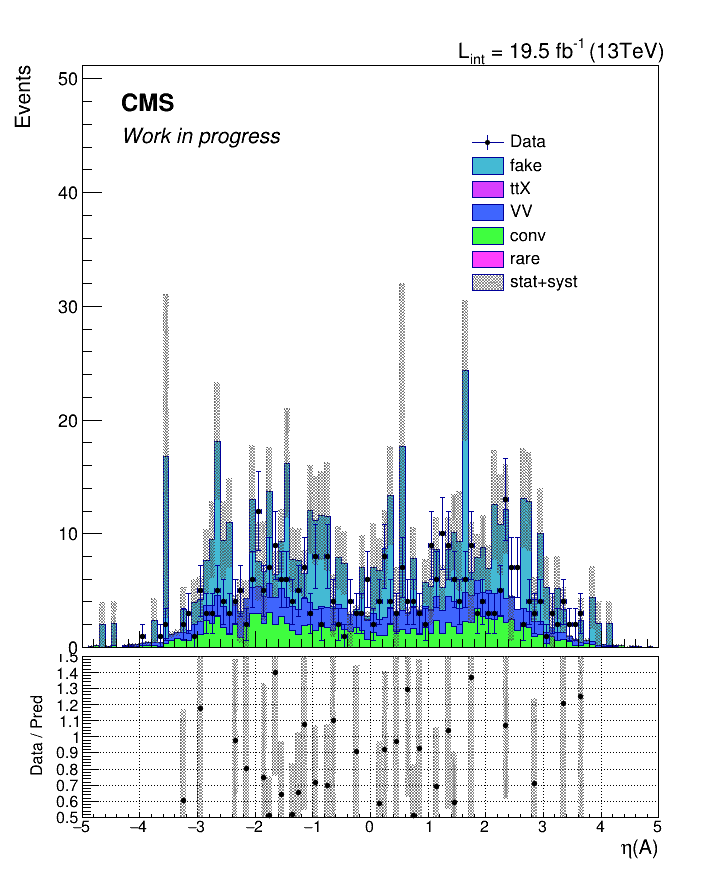 L_int = 19.5 fb^-1 (13TeV)
Events
50
CMS
Work in progress
Data
fake
ttX
VV
conv
rare
stat+syst
40
30
20
10
0
Data / Pred
1.5
1.4
1.3
1.2
1.1
1
0.9
0.8
0.7
0.6
0.5
−5 −4 −3 −2 −1 0 1 2 3 4 5
η(A)